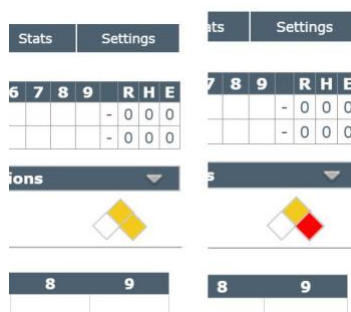 Stats Settings ats Settings
6 7 8 9 R H E 7 8 9 R H E
- 0 0 0 - 0 0 0
- 0 0 0 - 0 0 0
ions s
8 9 8 9